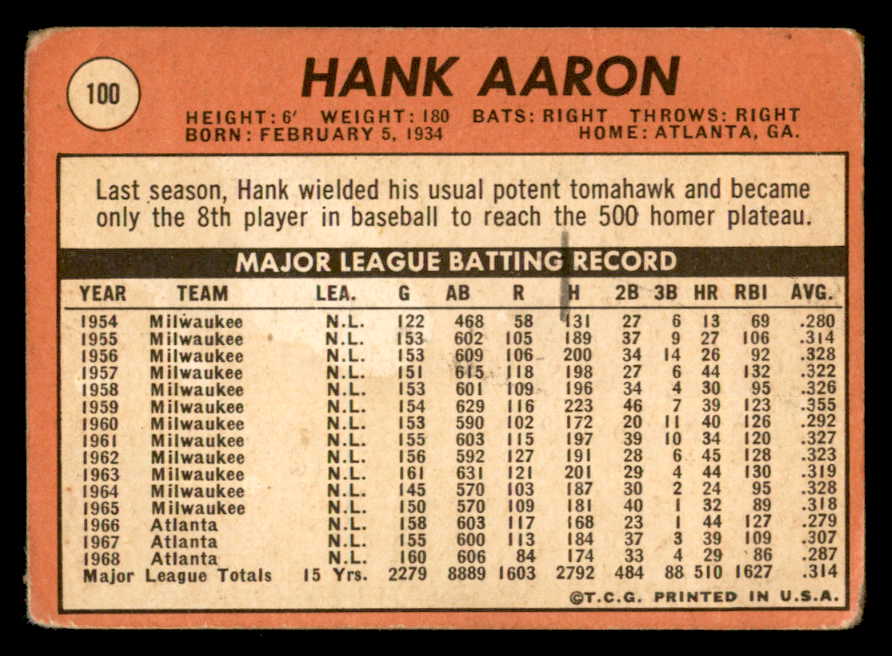 100
HANK AARON
HEIGHT: 6' WEIGHT: 180 BATS: RIGHT THROWS: RIGHT
BORN: FEBRUARY 5, 1934 HOME: ATLANTA, GA.
Last season, Hank wielded his usual potent tomahawk and became
only the 8th player in baseball to reach the 500 homer plateau.
MAJOR LEAGUE BATTING RECORD
YEAR TEAM LEA. G AB R H 2B 3B HR RBI AVG.
1954 Milwaukee N.L. 122 468 58 131 27 6 13 69 .280
1955 Milwaukee N.L. 153 602 105 189 37 9 27 106 .314
1956 Milwaukee N.L. 153 609 106 200 34 14 26 92 .328
1957 Milwaukee N.L. 151 615 118 198 27 6 44 132 .322
1958 Milwaukee N.L. 153 601 109 196 34 4 30 95 .326
1959 Milwaukee N.L. 154 629 116 223 46 7 39 123 .355
1960 Milwaukee N.L. 153 590 102 172 20 11 40 126 .292
1961 Milwaukee N.L. 155 603 115 197 39 10 34 120 .327
1962 Milwaukee N.L. 156 592 127 191 28 6 45 128 .323
1963 Milwaukee N.L. 161 631 121 201 29 4 44 130 .319
1964 Milwaukee N.L. 145 570 103 187 30 2 24 95 .328
1965 Milwaukee N.L. 150 570 109 181 40 1 32 89 .318
1966 Atlanta N.L. 158 603 117 168 23 1 44 127 .279
1967 Atlanta N.L. 155 600 113 184 37 3 39 109 .307
1968 Atlanta N.L. 160 606 84 174 33 4 29 86 .287
Major League Totals 15 Yrs. 2279 8889 1603 2792 484 88 510 1627 .314
©T.C.G. PRINTED IN U.S.A.